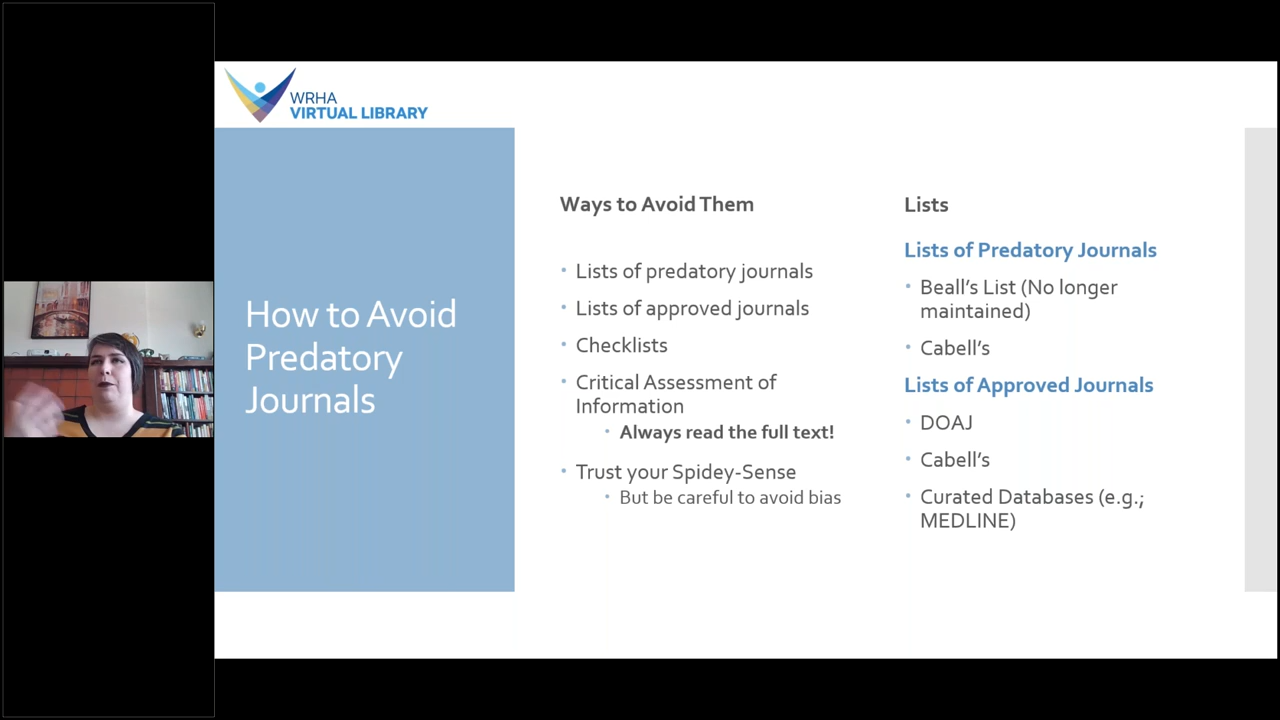 WRHA
VIRTUAL LIBRARY
How to Avoid
Predatory
Journals
Ways to Avoid Them
• Lists of predatory journals
• Lists of approved journals
• Checklists
• Critical Assessment of
Information
• Always read the full text!
• Trust your Spidey-Sense
• But be careful to avoid bias
Lists
Lists of Predatory Journals
• Beall's List (No longer
maintained)
• Cabell's
Lists of Approved Journals
• DOAJ
• Cabell's
• Curated Databases (e.g.;
MEDLINE)